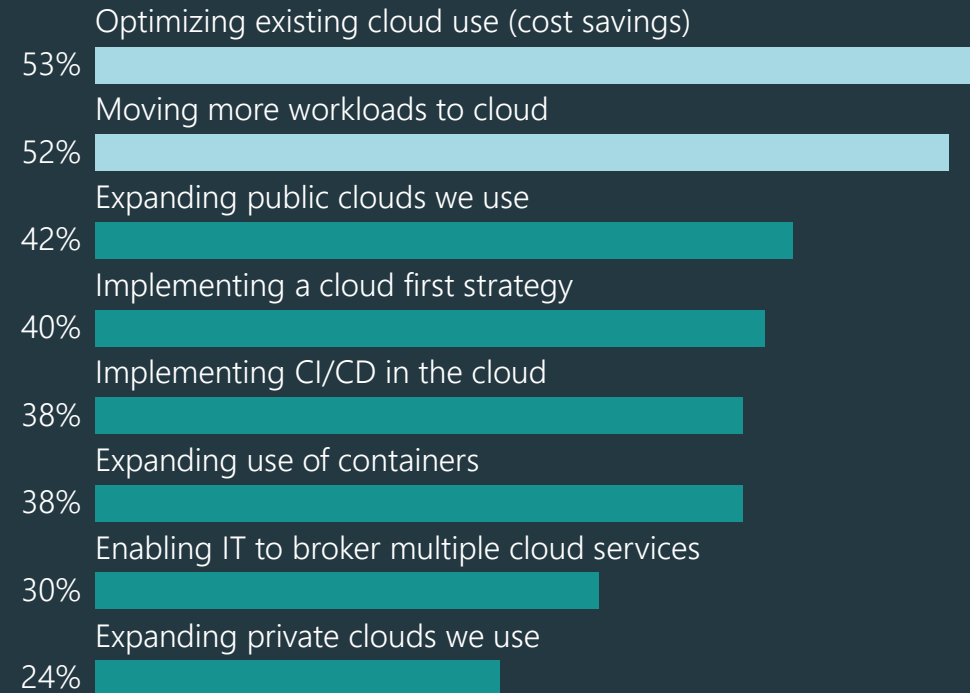 Optimizing existing cloud use (cost savings)
53%
Moving more workloads to cloud
52%
Expanding public clouds we use
42%
Implementing a cloud first strategy
40%
Implementing CI/CD in the cloud
38%
Expanding use of containers
38%
Enabling IT to broker multiple cloud services
30%
Expanding private clouds we use
24%